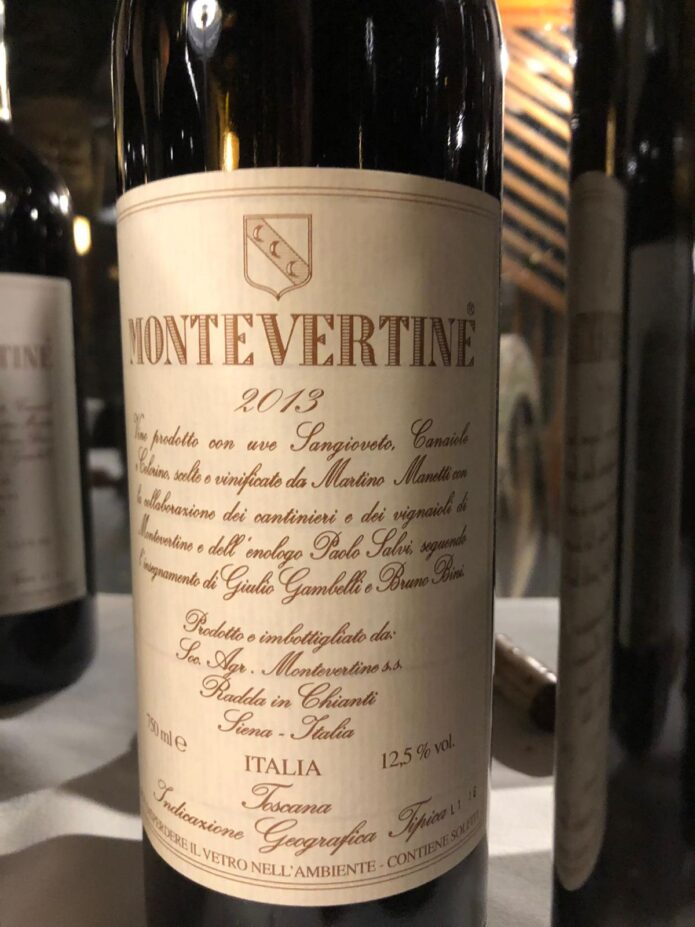 MONTEVERTINE®
2013
Vino prodotto con uve Sangioveto, Canaiolo
e Colorino, scelte e vinificate da Martino Manetti con
la collaborazione dei cantinieri e dei vignaioli di
Montevertine e dell'enologo Paolo Salvi, seguendo
l'insegnamento di Giulio Gambelli e Bruno Bini.
Prodotto e imbottigliato da:
Soc. Agr. Montevertine s.s.
Radda in Chianti
Siena - Italia
750 ml e
ITALIA
12,5 % vol.
Toscana
Indicazione Geografica Tipica
IL VETRO NELL'AMBIENTE - CONTIENE SOLFITI